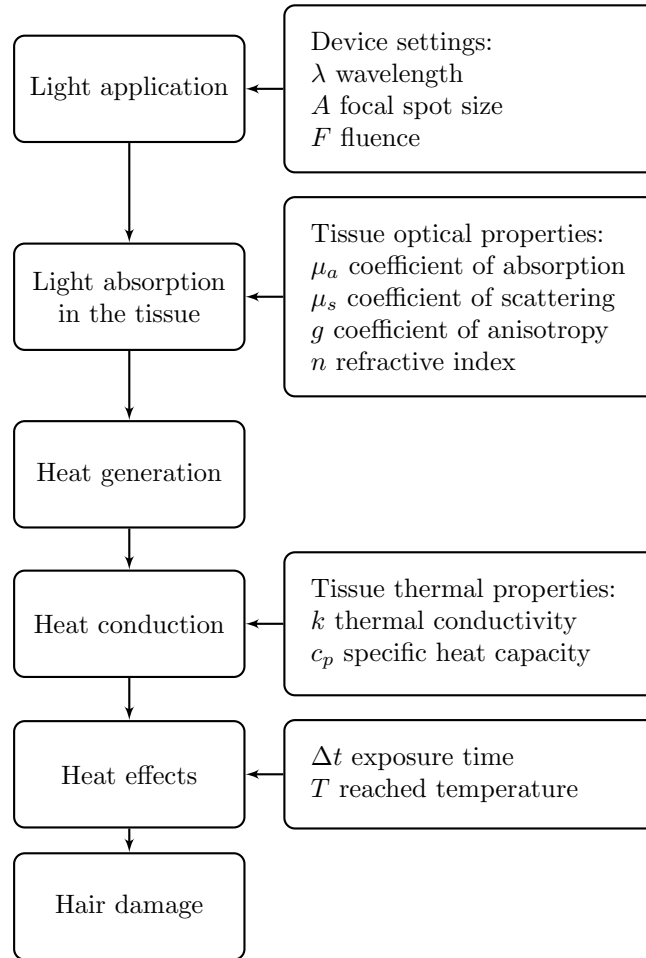 Light application
Device settings:
λ wavelength
A focal spot size
F fluence
Light absorption
in the tissue
Tissue optical properties:
μₐ coefficient of absorption
μₛ coefficient of scattering
g coefficient of anisotropy
n refractive index
Heat generation
Heat conduction
Tissue thermal properties:
k thermal conductivity
cₚ specific heat capacity
Heat effects
Δt exposure time
T reached temperature
Hair damage